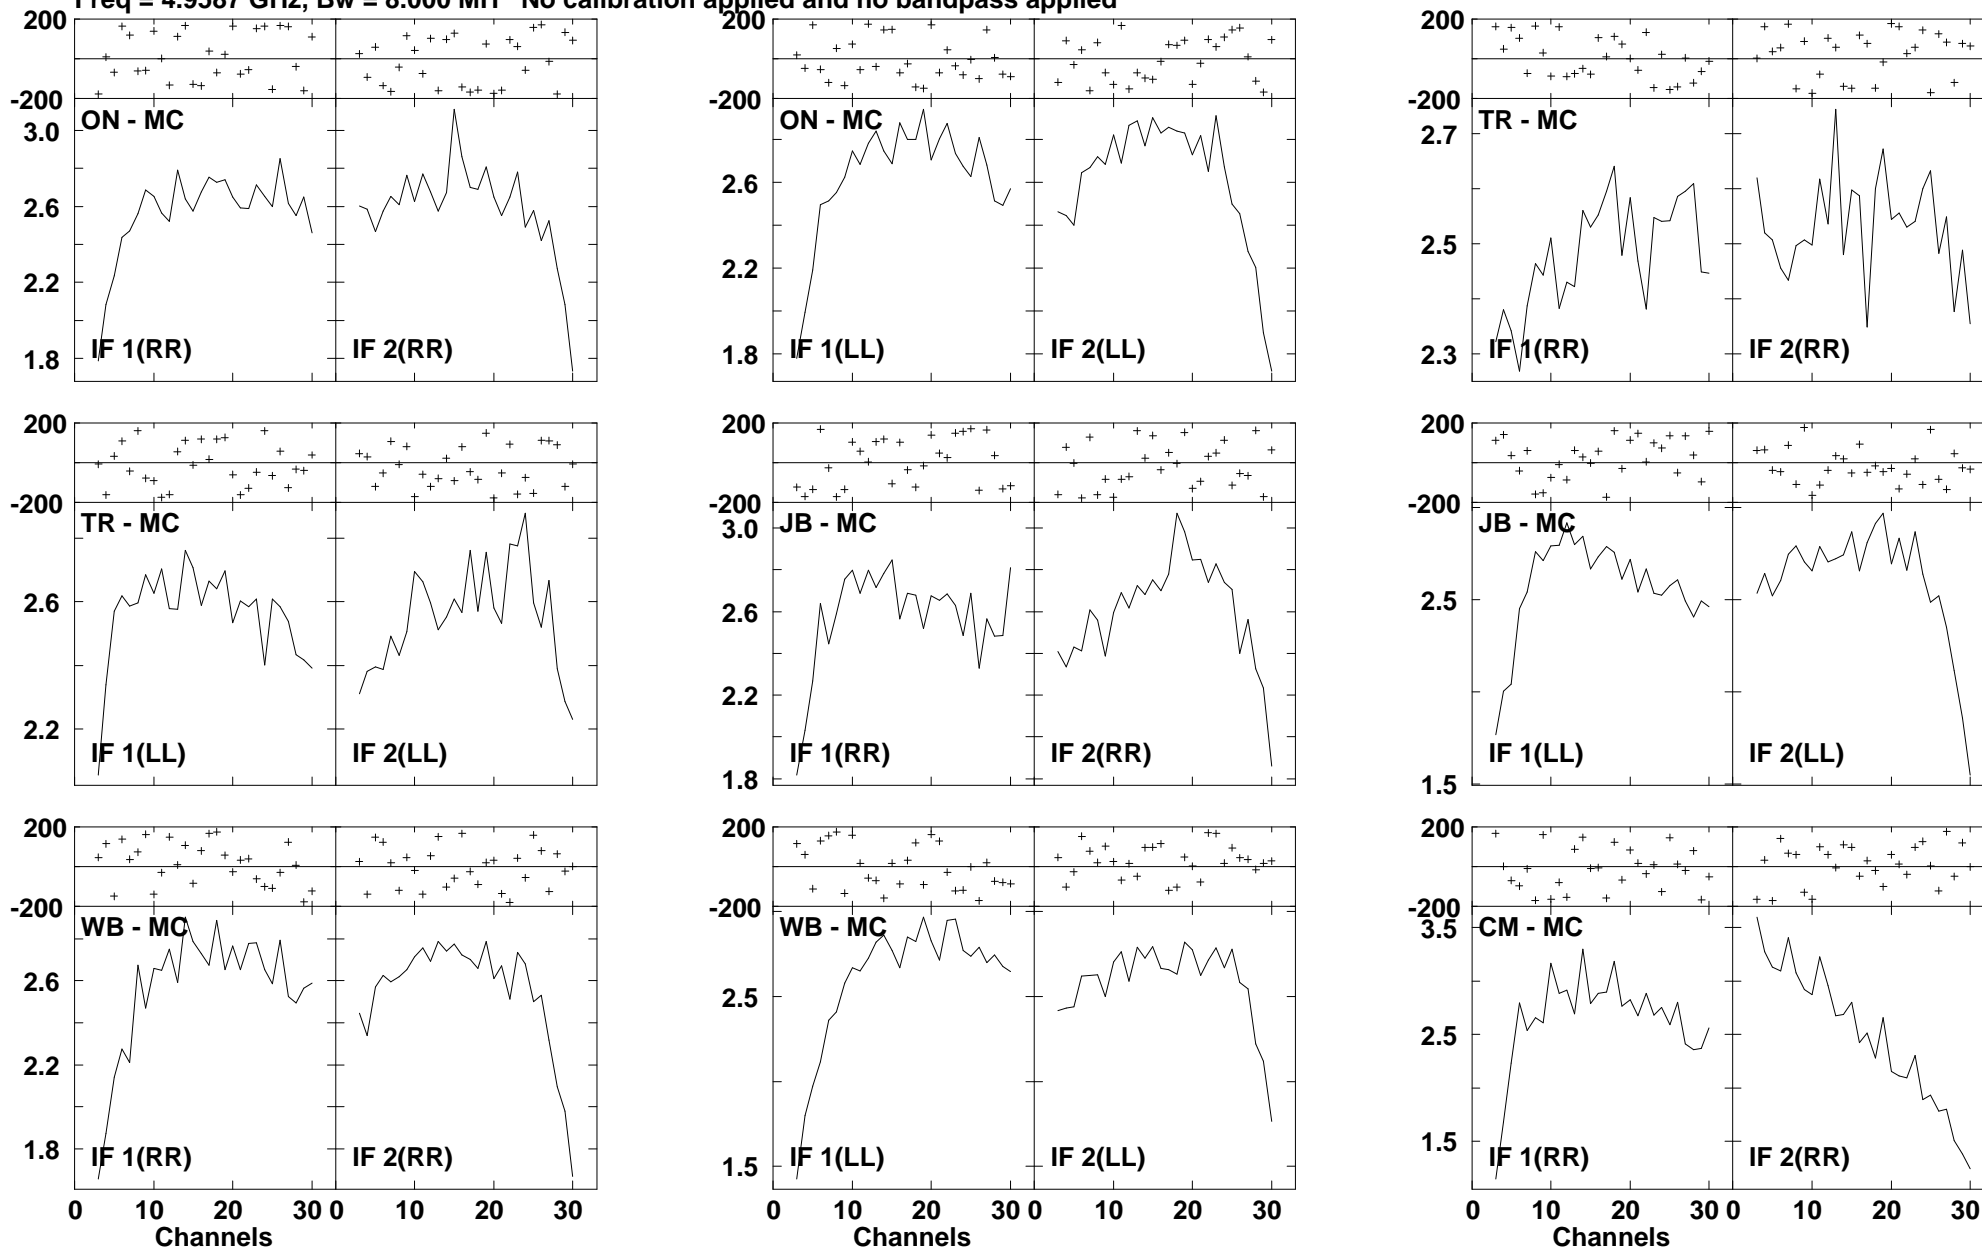 Freq = 4.9587 GHz, Bw = 8.000 MH No calibration applied and no bandpass applied
200
-200
ON - MC
3.0
2.6
2.2
1.8
IF 1(RR)
IF 2(RR)
200
-200
ON - MC
2.6
2.2
1.8
IF 1(LL)
IF 2(LL)
200
-200
TR - MC
2.7
2.5
2.3
IF 1(RR)
IF 2(RR)
200
-200
TR - MC
2.6
2.2
IF 1(LL)
IF 2(LL)
200
-200
JB - MC
3.0
2.6
2.2
1.8
IF 1(RR)
IF 2(RR)
200
-200
JB - MC
2.5
1.5
IF 1(LL)
IF 2(LL)
200
-200
WB - MC
2.6
2.2
1.8
IF 1(RR)
IF 2(RR)
0 10 20 30 0 10 20 30
Channels
200
-200
WB - MC
2.5
1.5
IF 1(LL)
IF 2(LL)
0 10 20 30 0 10 20 30
Channels
200
-200
CM - MC
3.5
2.5
1.5
IF 1(RR)
IF 2(RR)
0 10 20 30 0 10 20 30
Channels